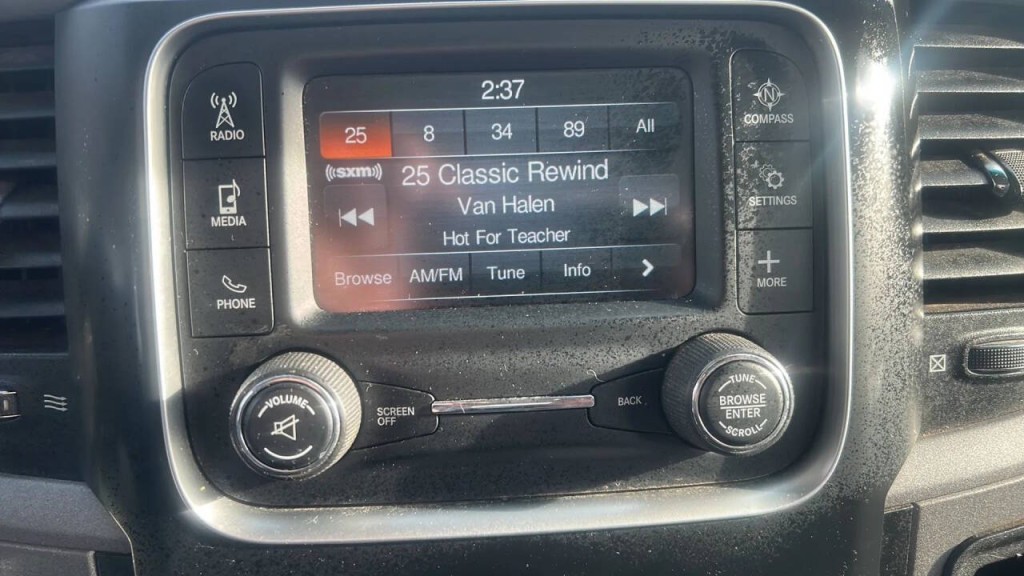 2:37
25 8 34 89 All
((sxm)) 25 Classic Rewind
Van Halen
Hot For Teacher
Browse AM/FM Tune Info
RADIO
MEDIA
PHONE
N
COMPASS
SETTINGS
MORE
VOLUME
SCREEN
OFF
BACK
TUNE
BROWSE
ENTER
SCROLL